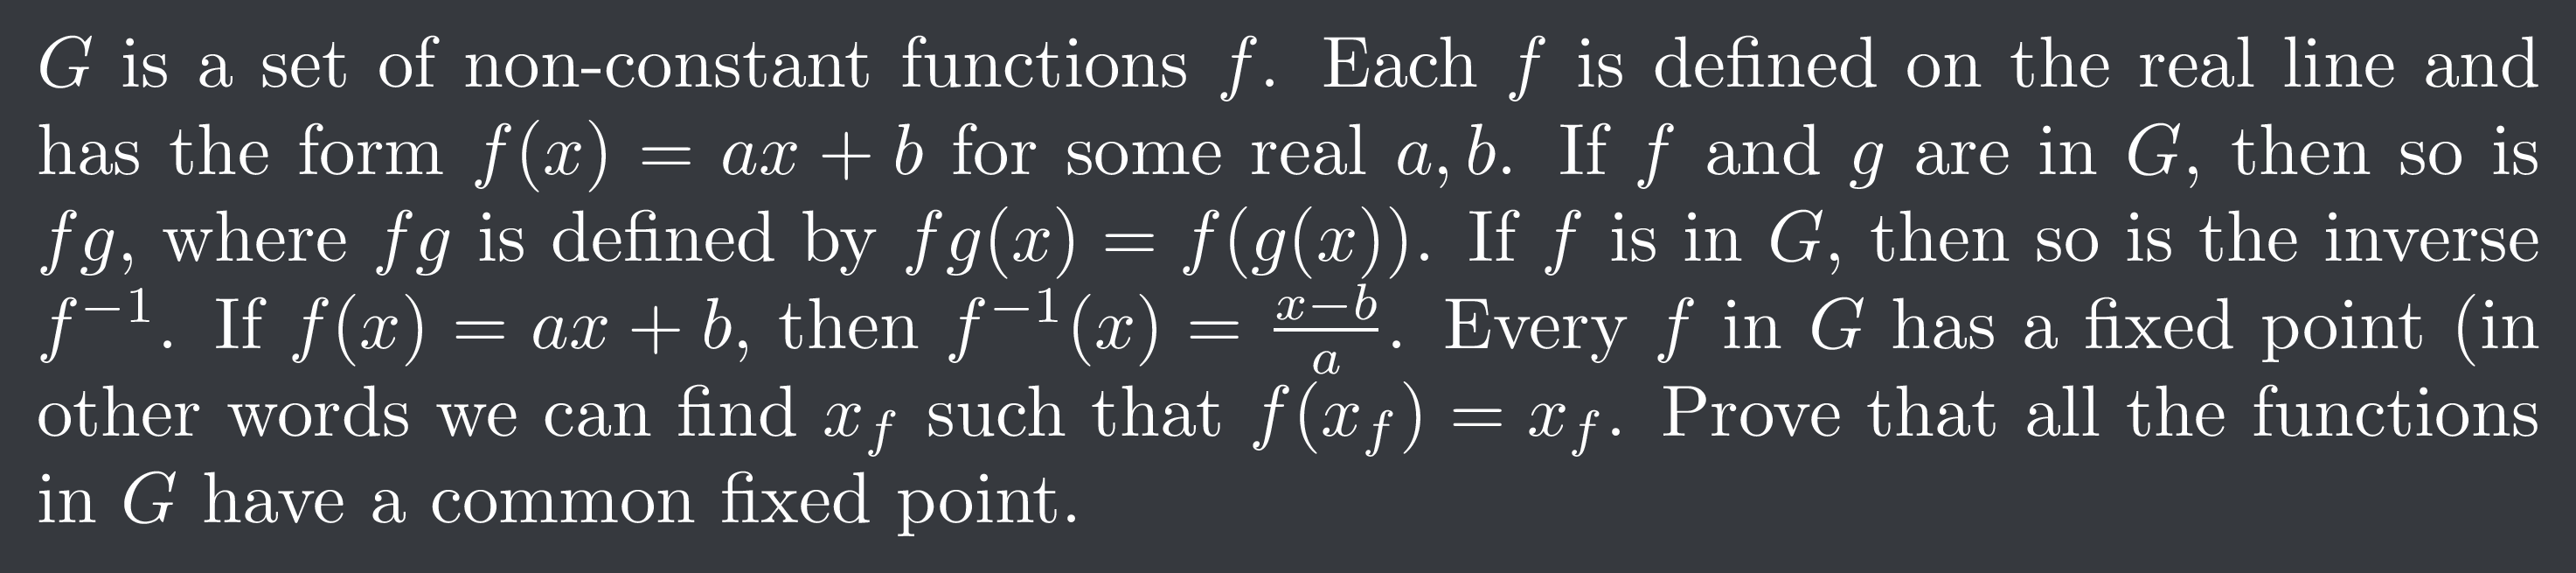 G is a set of non-constant functions f. Each f is defined on the real line and
has the form f(x) = ax + b for some real a, b. If f and g are in G, then so is
fg, where fg is defined by fg(x) = f(g(x)). If f is in G, then so is the inverse
f⁻¹. If f(x) = ax + b, then f⁻¹(x) = \frac{x−b}{a}. Every f in G has a fixed point (in
other words we can find x_f such that f(x_f) = x_f. Prove that all the functions
in G have a common fixed point.